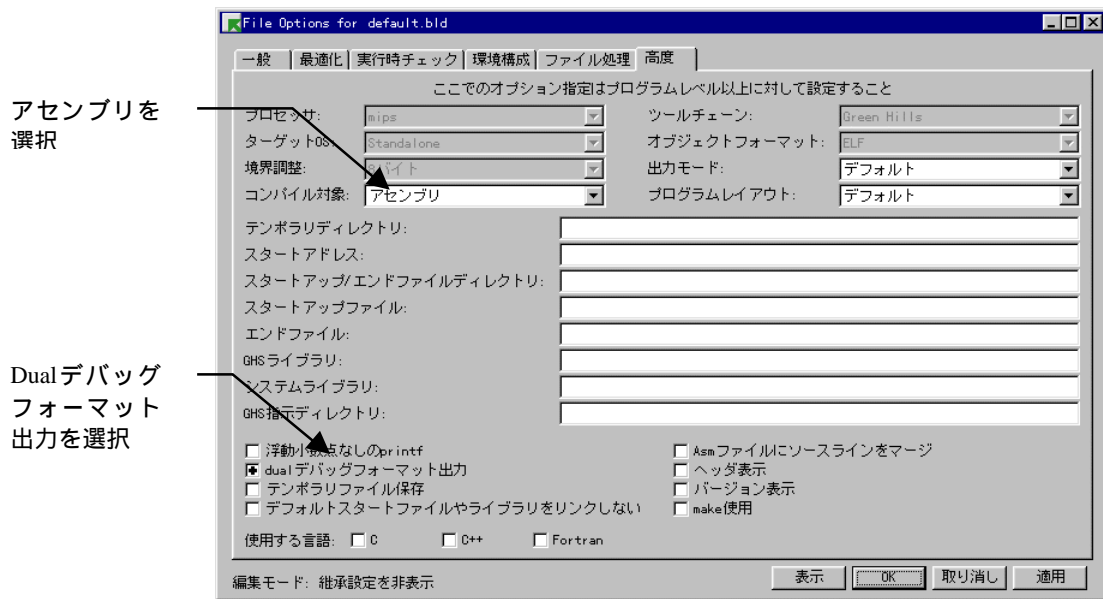 File Options for default.bld
一般 最適化 実行時チェック 環境構成 ファイル処理 高度
ここでのオプション指定はプログラムレベル以上に対して設定すること
アセンブリを
選択
プロセッサ: mips ツールチェーン: Green Hills
ターゲットOS: Standalone オブジェクトフォーマット: ELF
境界調整: 8バイト 出力モード: デフォルト
コンパイル対象: アセンブリ プログラムレイアウト: デフォルト
テンポラリディレクトリ:
スタートアドレス:
スタートアップ/エンドファイルディレクトリ:
スタートアップファイル:
エンドファイル:
GHSライブラリ:
システムライブラリ:
GHS指示ディレクトリ:
Dualデバッグ
フォーマット
出力を選択
浮動小数点なしのprintf Asmファイルにソースラインをマージ
dualデバッグフォーマット出力 ヘッダ表示
テンポラリファイル保存 バージョン表示
デフォルトスタートファイルやライブラリをリンクしない make使用
使用する言語: C C++ Fortran
編集モード: 継承設定を非表示 表示 OK 取り消し 適用